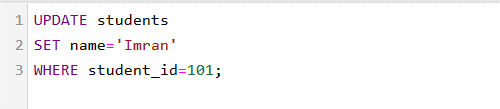 1 UPDATE students
2 SET name='Imran'
3 WHERE student_id=101;